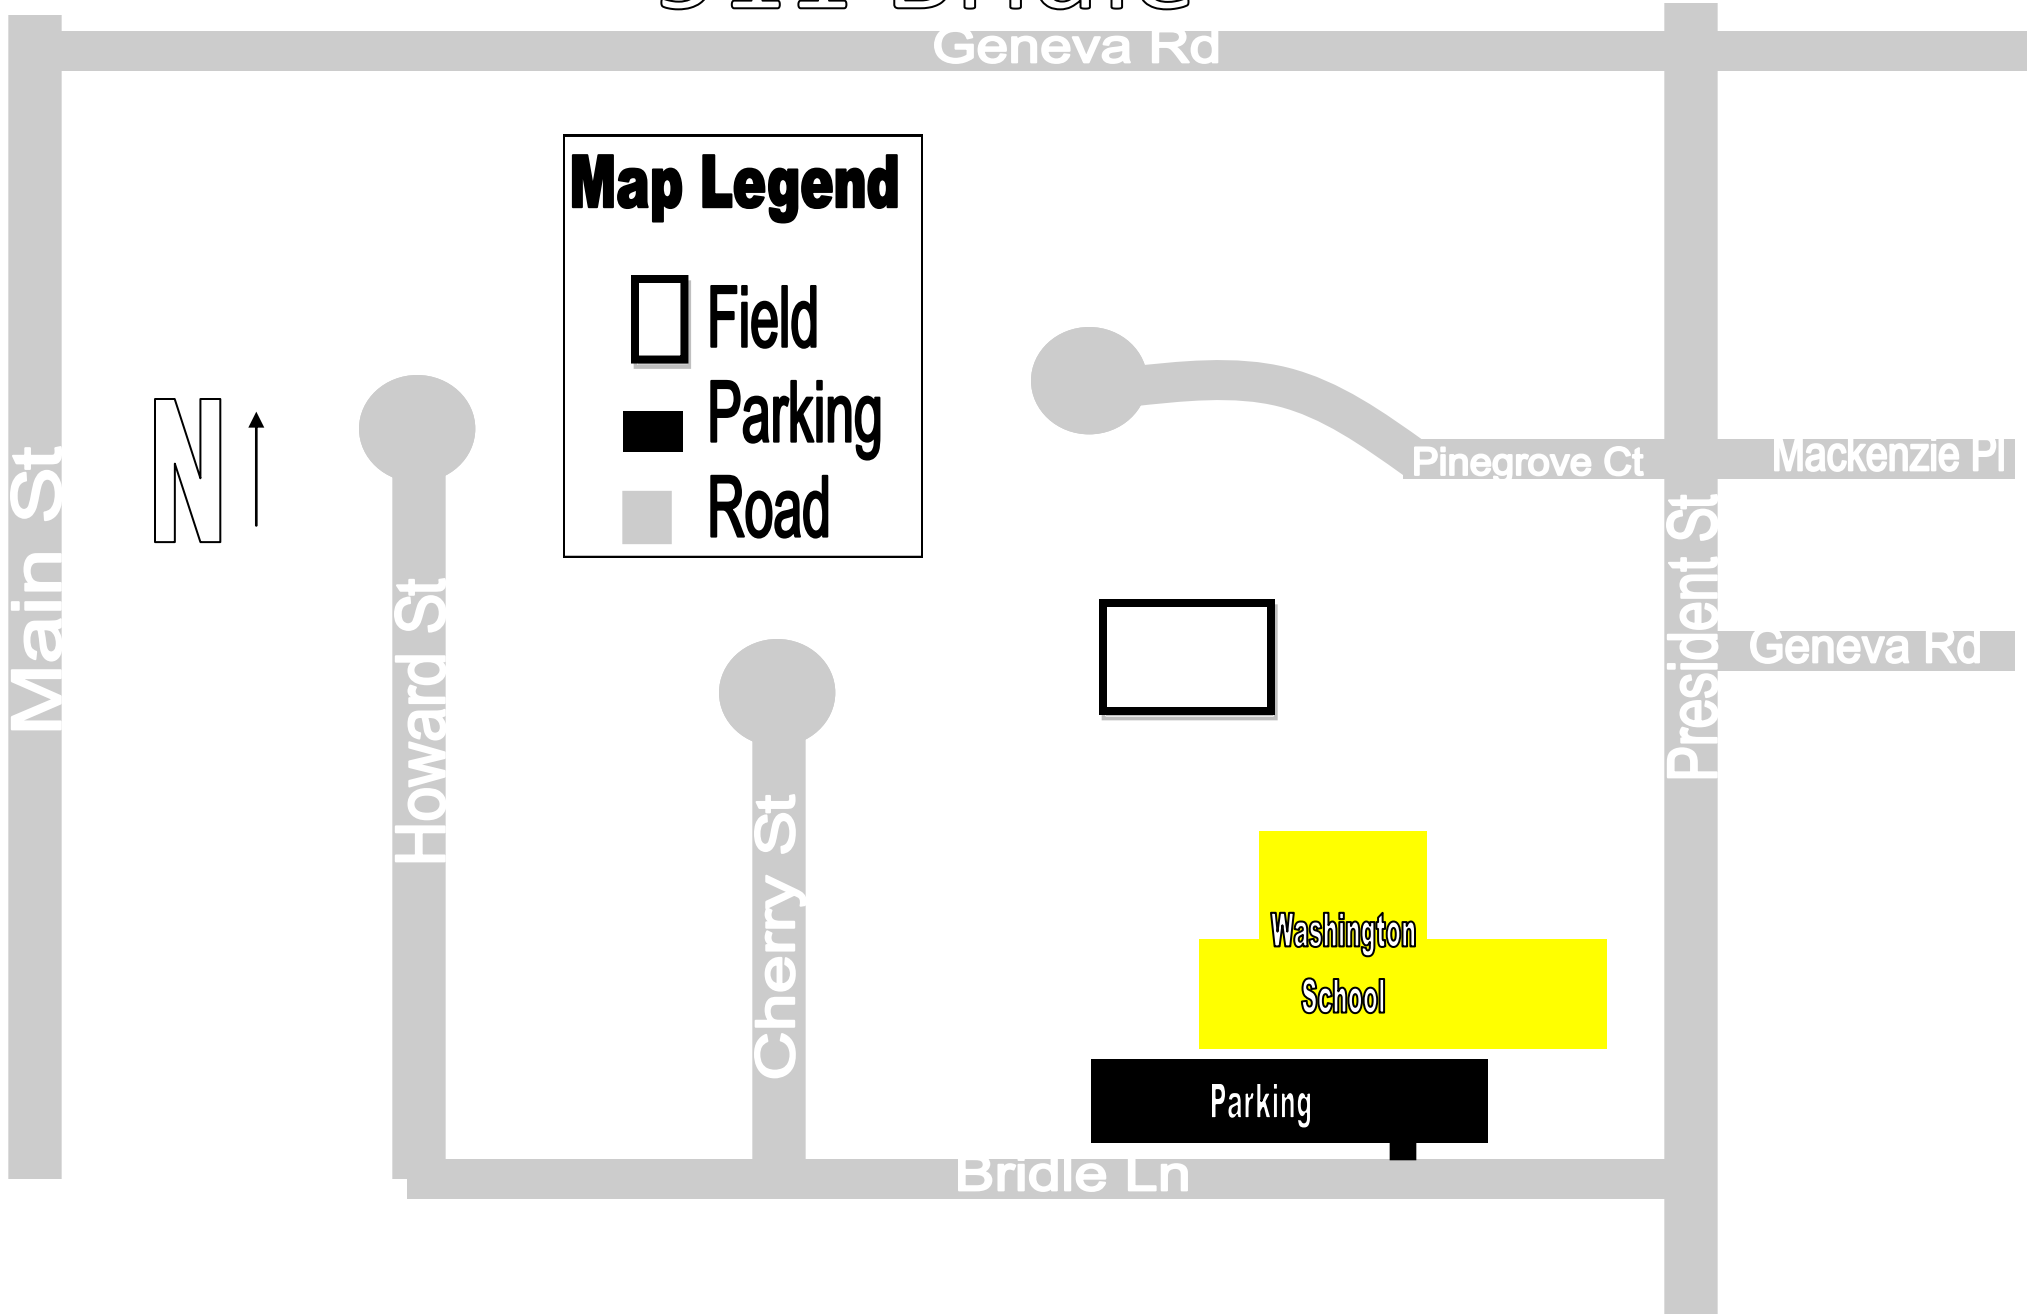 Bridle
Geneva Rd
Map Legend
Field
Parking
Road
N
Main St
Howard St
Cherry St
Pinegrove Ct
Mackenzie Pl
President St
Geneva Rd
Washington
School
Parking
Bridle Ln